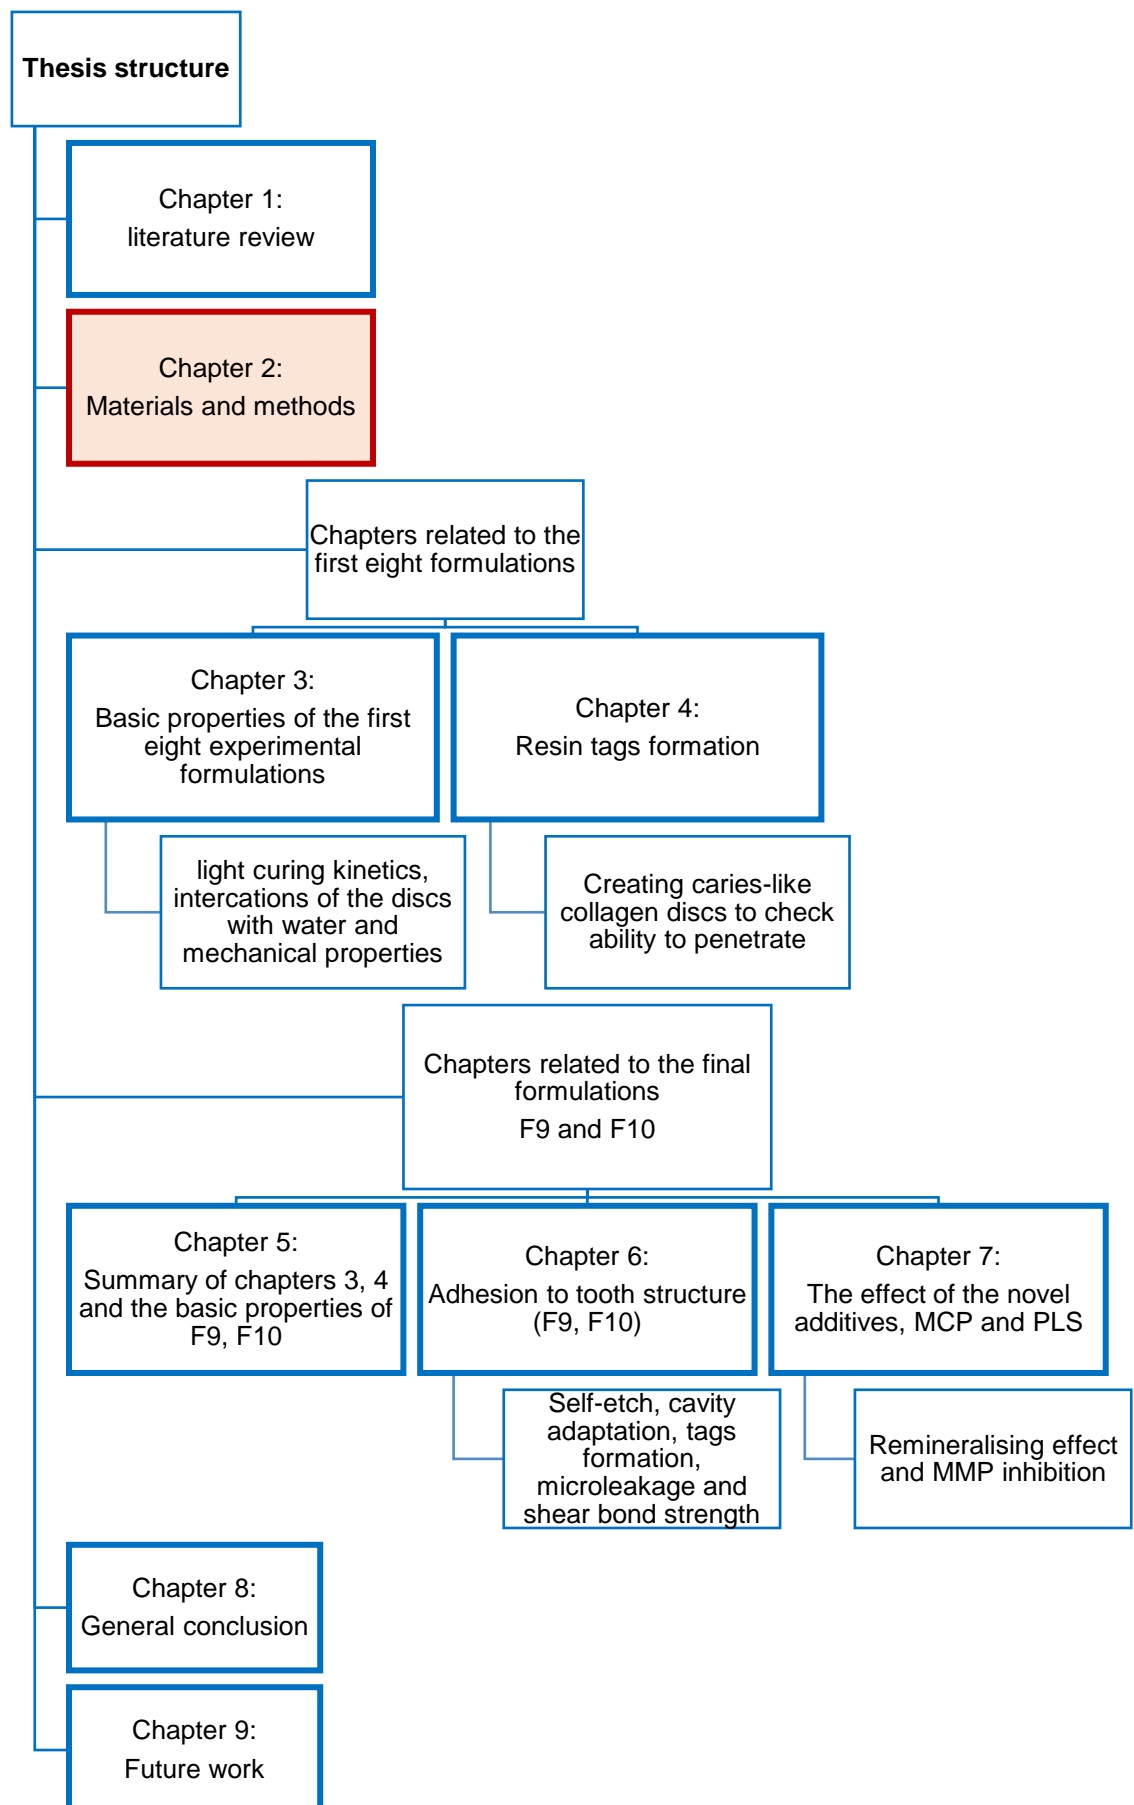 Thesis structure
Chapter 1:
literature review
Chapter 2:
Materials and methods
Chapters related to the
first eight formulations
Chapter 3:
Basic properties of the first
eight experimental
formulations
Chapter 4:
Resin tags formation
light curing kinetics,
intercations of the discs
with water and
mechanical properties
Creating caries-like
collagen discs to check
ability to penetrate
Chapters related to the final
formulations
F9 and F10
Chapter 5:
Summary of chapters 3, 4
and the basic properties of
F9, F10
Chapter 6:
Adhesion to tooth structure
(F9, F10)
Chapter 7:
The effect of the novel
additives, MCP and PLS
Self-etch, cavity
adaptation, tags
formation,
microleakage and
shear bond strength
Remineralising effect
and MMP inhibition
Chapter 8:
General conclusion
Chapter 9:
Future work